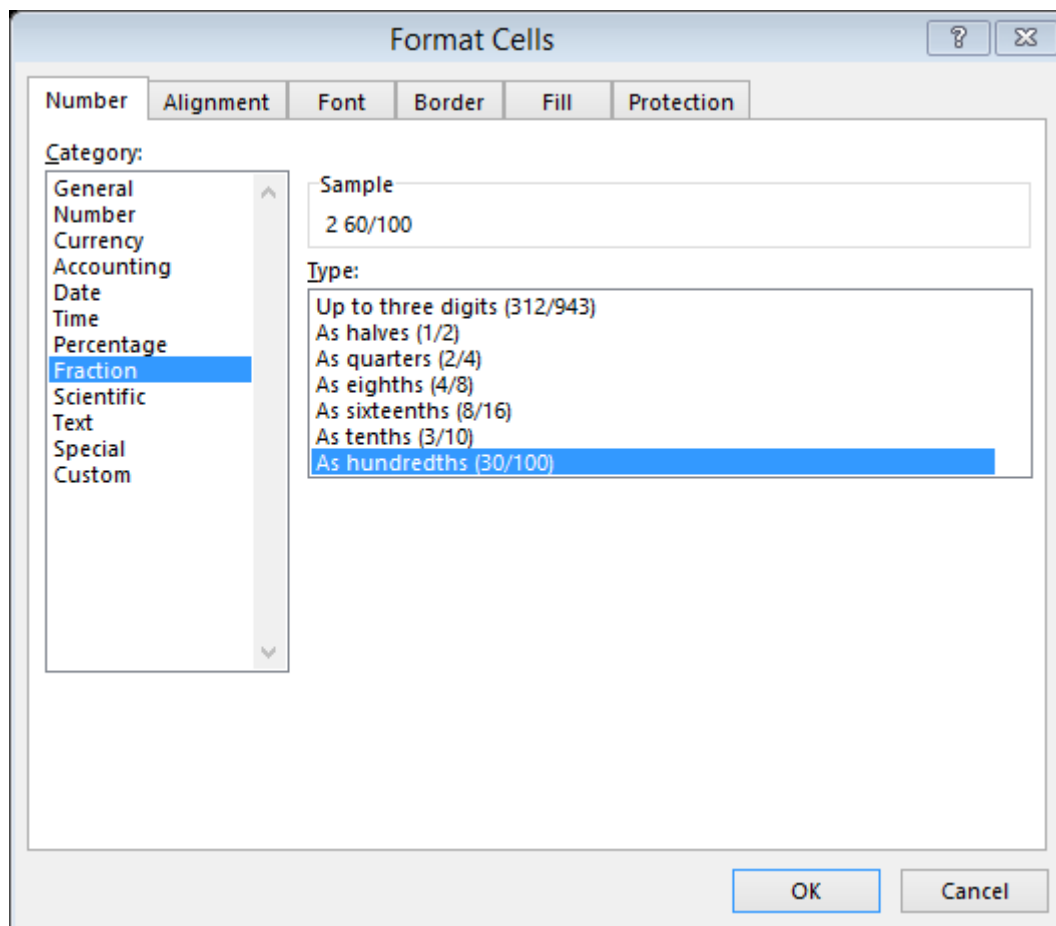 Format Cells
Number Alignment Font Border Fill Protection
Category:
General
Number
Currency
Accounting
Date
Time
Percentage
Fraction
Scientific
Text
Special
Custom
Sample
2 60/100
Type:
Up to three digits (312/943)
As halves (1/2)
As quarters (2/4)
As eighths (4/8)
As sixteenths (8/16)
As tenths (3/10)
As hundredths (30/100)
OK Cancel